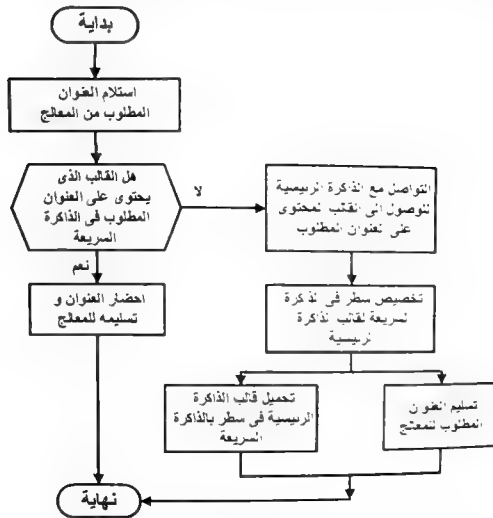 بداية
استلام العنوان
المطلوب من المعالج
هل القالب الذى
يحتوى على العنوان
المطلوب فى الذاكرة
السريعة
لا
نعم
التواصل مع الذاكرة الرئيسية
للوصول الى القالب المحتوى
على العنوان المطلوب
احضار العنوان و
تسليمه للمعالج
تخصيص سطر فى الذاكرة
السريعة لقالب الذاكرة
الرئيسية
تحميل قالب الذاكرة
الرئيسية فى سطر بالذاكرة
السريعة
تسليم العنوان
المطلوب للمعالج
نهاية